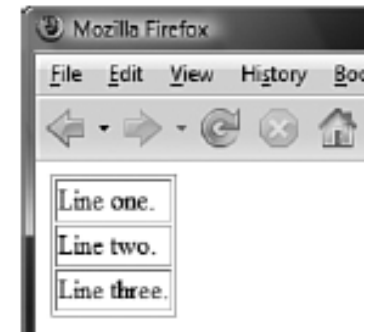 Mozilla Firefox
File Edit View History
Line one.
Line two.
Line three.